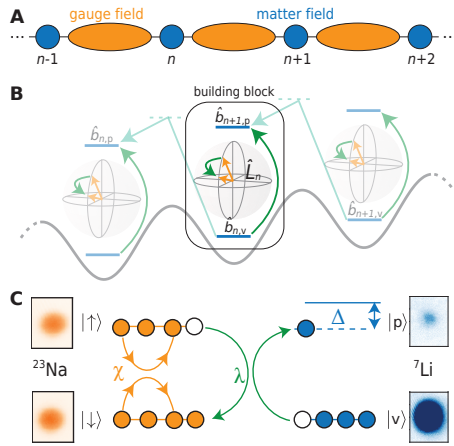 A
gauge field
matter field
... ...
n-1 n n+1 n+2
B
building block
b̂n,p
b̂n+1,p
L̂n
b̂n,v
b̂n+1,v
C
|↑⟩ Δ |p⟩
²³Na χ λ ⁷Li
|↓⟩ |v⟩